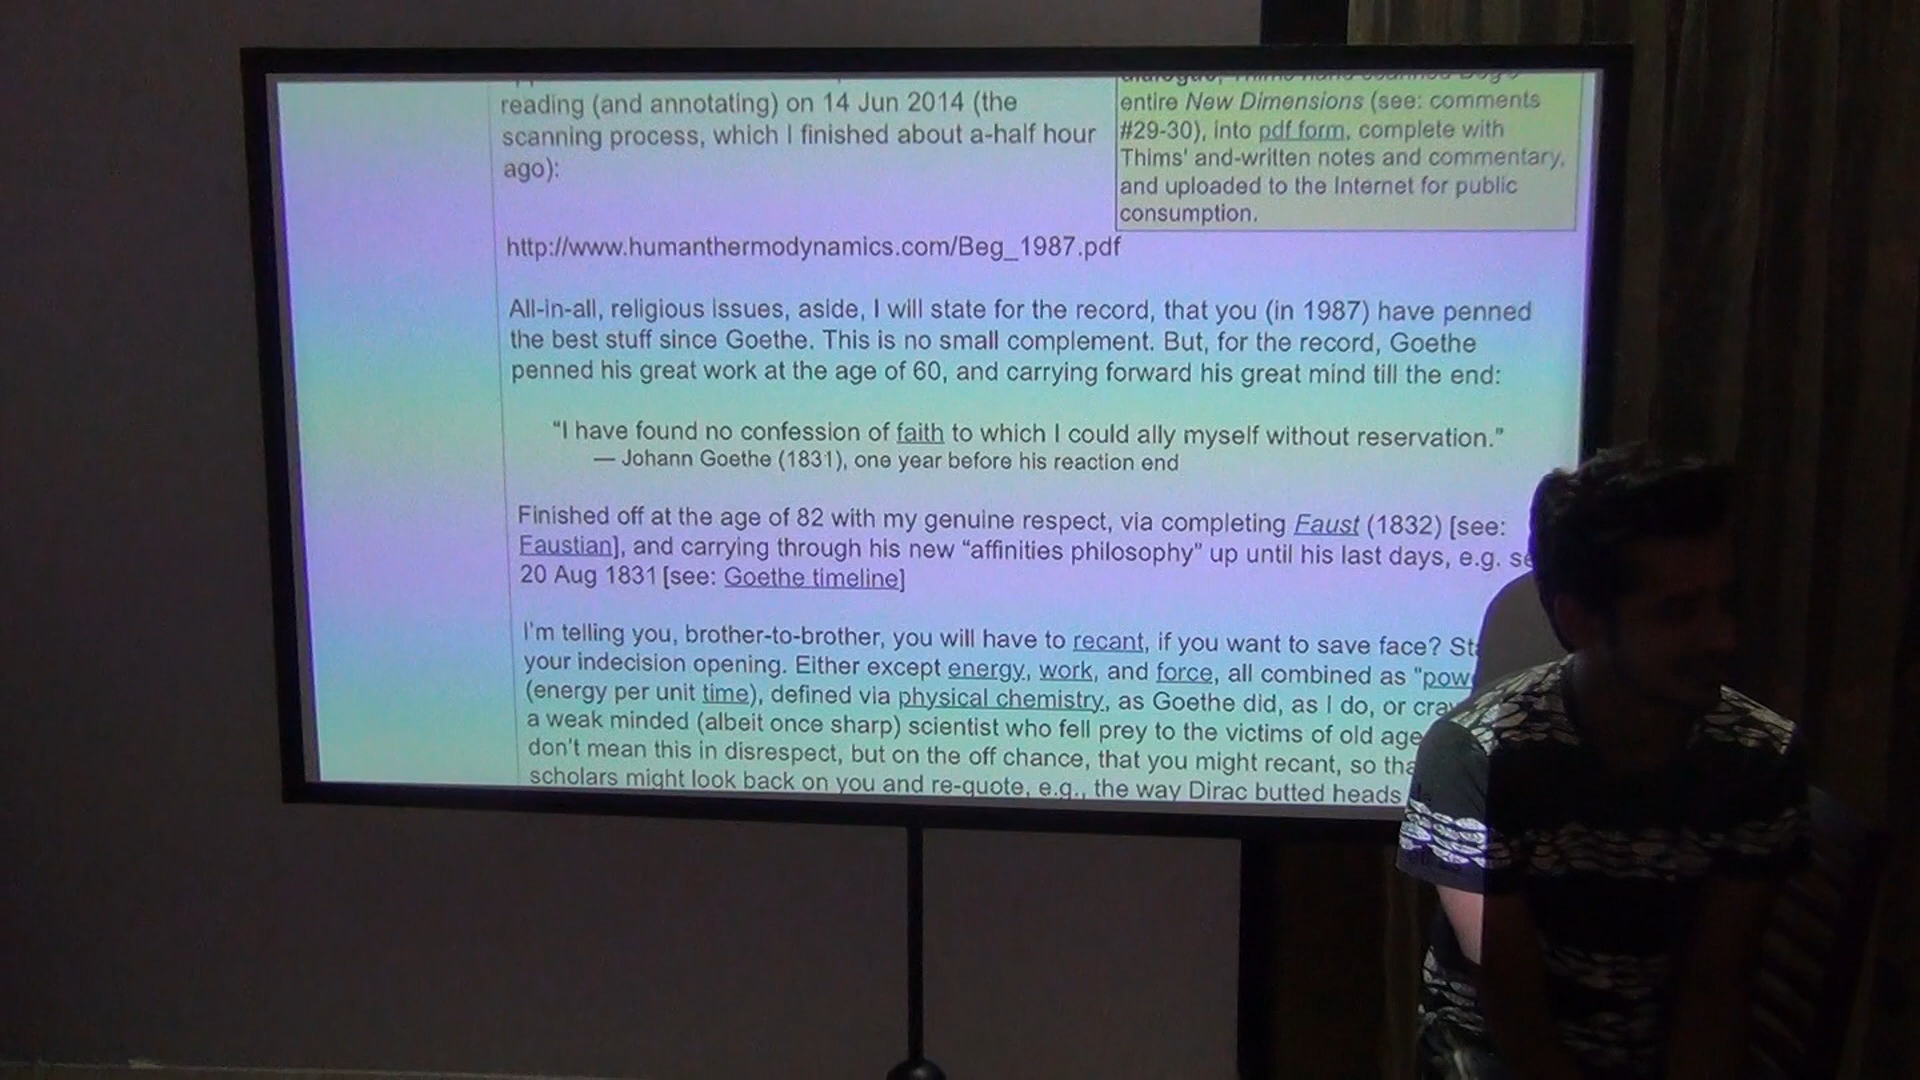 reading (and annotating) on 14 Jun 2014 (the
scanning process, which I finished about a-half hour
ago):
entire New Dimensions (see: comments
#29-30), into pdf form, complete with
Thims' and-written notes and commentary,
and uploaded to the Internet for public
consumption.
http://www.humanthermodynamics.com/Beg_1987.pdf
All-in-all, religious issues, aside, I will state for the record, that you (in 1987) have penned
the best stuff since Goethe. This is no small complement. But, for the record, Goethe
penned his great work at the age of 60, and carrying forward his great mind till the end:
“I have found no confession of faith to which I could ally myself without reservation.”
— Johann Goethe (1831), one year before his reaction end
Finished off at the age of 82 with my genuine respect, via completing Faust (1832) [see:
Faustian], and carrying through his new “affinities philosophy” up until his last days, e.g.
20 Aug 1831 [see: Goethe timeline]
I'm telling you, brother-to-brother, you will have to recant, if you want to save face?
your indecision opening. Either except energy, work, and force, all combined as "
(energy per unit time), defined via physical chemistry, as Goethe did, as I do, or
a weak minded (albeit once sharp) scientist who fell prey to the victims of old age
don't mean this in disrespect, but on the off chance, that you might recant, so
scholars might look back on you and re-quote, e.g., the way Dirac butted heads